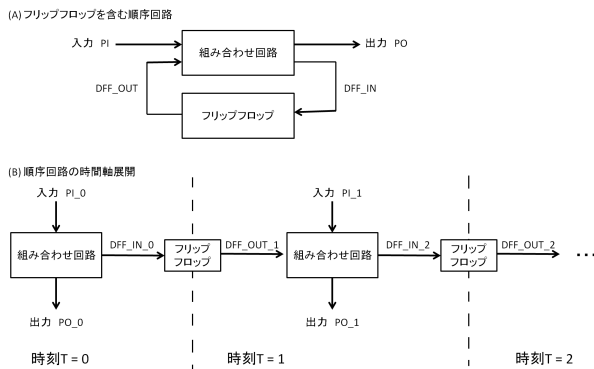 (A) フリップフロップを含む順序回路
入力 PI
組み合わせ回路
出力 PO
DFF_OUT
DFF_IN
フリップフロップ
(B) 順序回路の時間軸展開
入力 PI_0
入力 PI_1
組み合わせ回路
DFF_IN_0
フリップ
フロップ
DFF_OUT_1
組み合わせ回路
DFF_IN_2
フリップ
フロップ
DFF_OUT_2
...
出力 PO_0
出力 PO_1
時刻T = 0
時刻T = 1
時刻T = 2